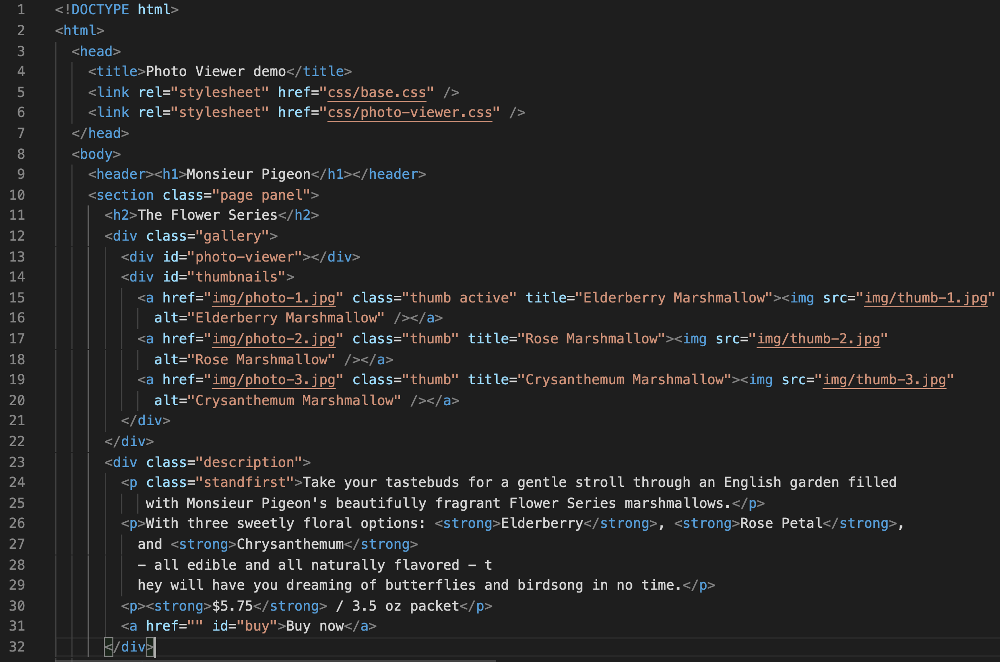 1 <!DOCTYPE html>
2 <html>
3 <head>
4 <title>Photo Viewer demo</title>
5 <link rel="stylesheet" href="css/base.css" />
6 <link rel="stylesheet" href="css/photo-viewer.css" />
7 </head>
8 <body>
9 <header><h1>Monsieur Pigeon</h1></header>
10 <section class="page panel">
11 <h2>The Flower Series</h2>
12 <div class="gallery">
13 <div id="photo-viewer"></div>
14 <div id="thumbnails">
15 <a href="img/photo-1.jpg" class="thumb active" title="Elderberry Marshmallow"><img src="img/thumb-1.jpg"
16 alt="Elderberry Marshmallow" /></a>
17 <a href="img/photo-2.jpg" class="thumb" title="Rose Marshmallow"><img src="img/thumb-2.jpg"
18 alt="Rose Marshmallow" /></a>
19 <a href="img/photo-3.jpg" class="thumb" title="Crysanthemum Marshmallow"><img src="img/thumb-3.jpg"
20 alt="Crysanthemum Marshmallow" /></a>
21 </div>
22 </div>
23 <div class="description">
24 <p class="standfirst">Take your tastebuds for a gentle stroll through an English garden filled
25 with Monsieur Pigeon's beautifully fragrant Flower Series marshmallows.</p>
26 <p>With three sweetly floral options: <strong>Elderberry</strong>, <strong>Rose Petal</strong>,
27 and <strong>Chrysanthemum</strong>
28 – all edible and all naturally flavored – t
29 hey will have you dreaming of butterflies and birdsong in no time.</p>
30 <p><strong>$5.75</strong> / 3.5 oz packet</p>
31 <a href="" id="buy">Buy now</a>
32 </div>